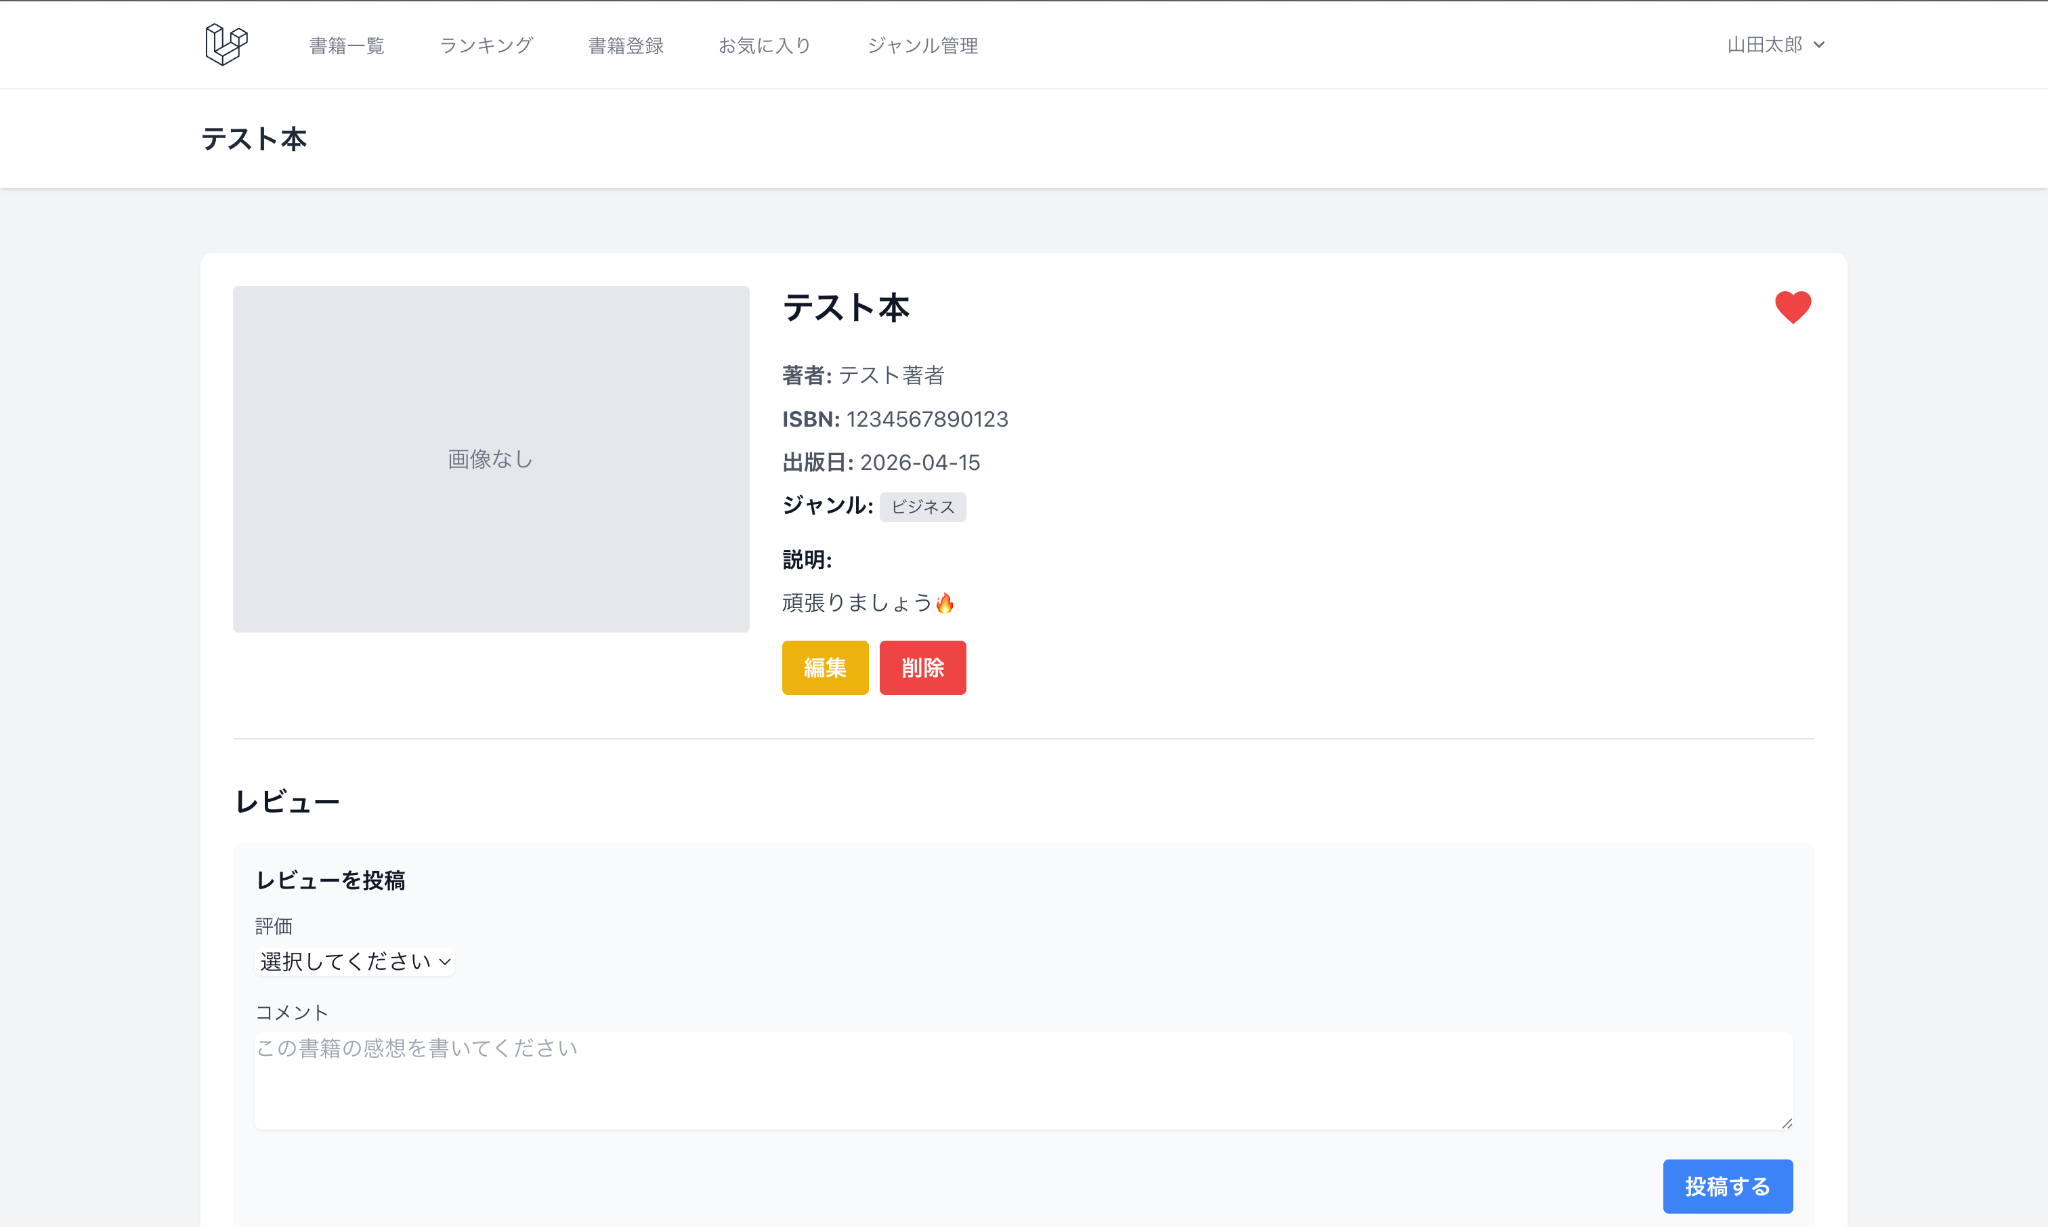 書籍一覧 ランキング 書籍登録 お気に入り ジャンル管理 山田太郎
テスト本
画像なし
テスト本
著者: テスト著者
ISBN: 1234567890123
出版日: 2026-04-15
ジャンル: ビジネス
説明:
頑張りましょう🔥
編集 削除
レビュー
レビューを投稿
評価
選択してください
コメント
この書籍の感想を書いてください
投稿する